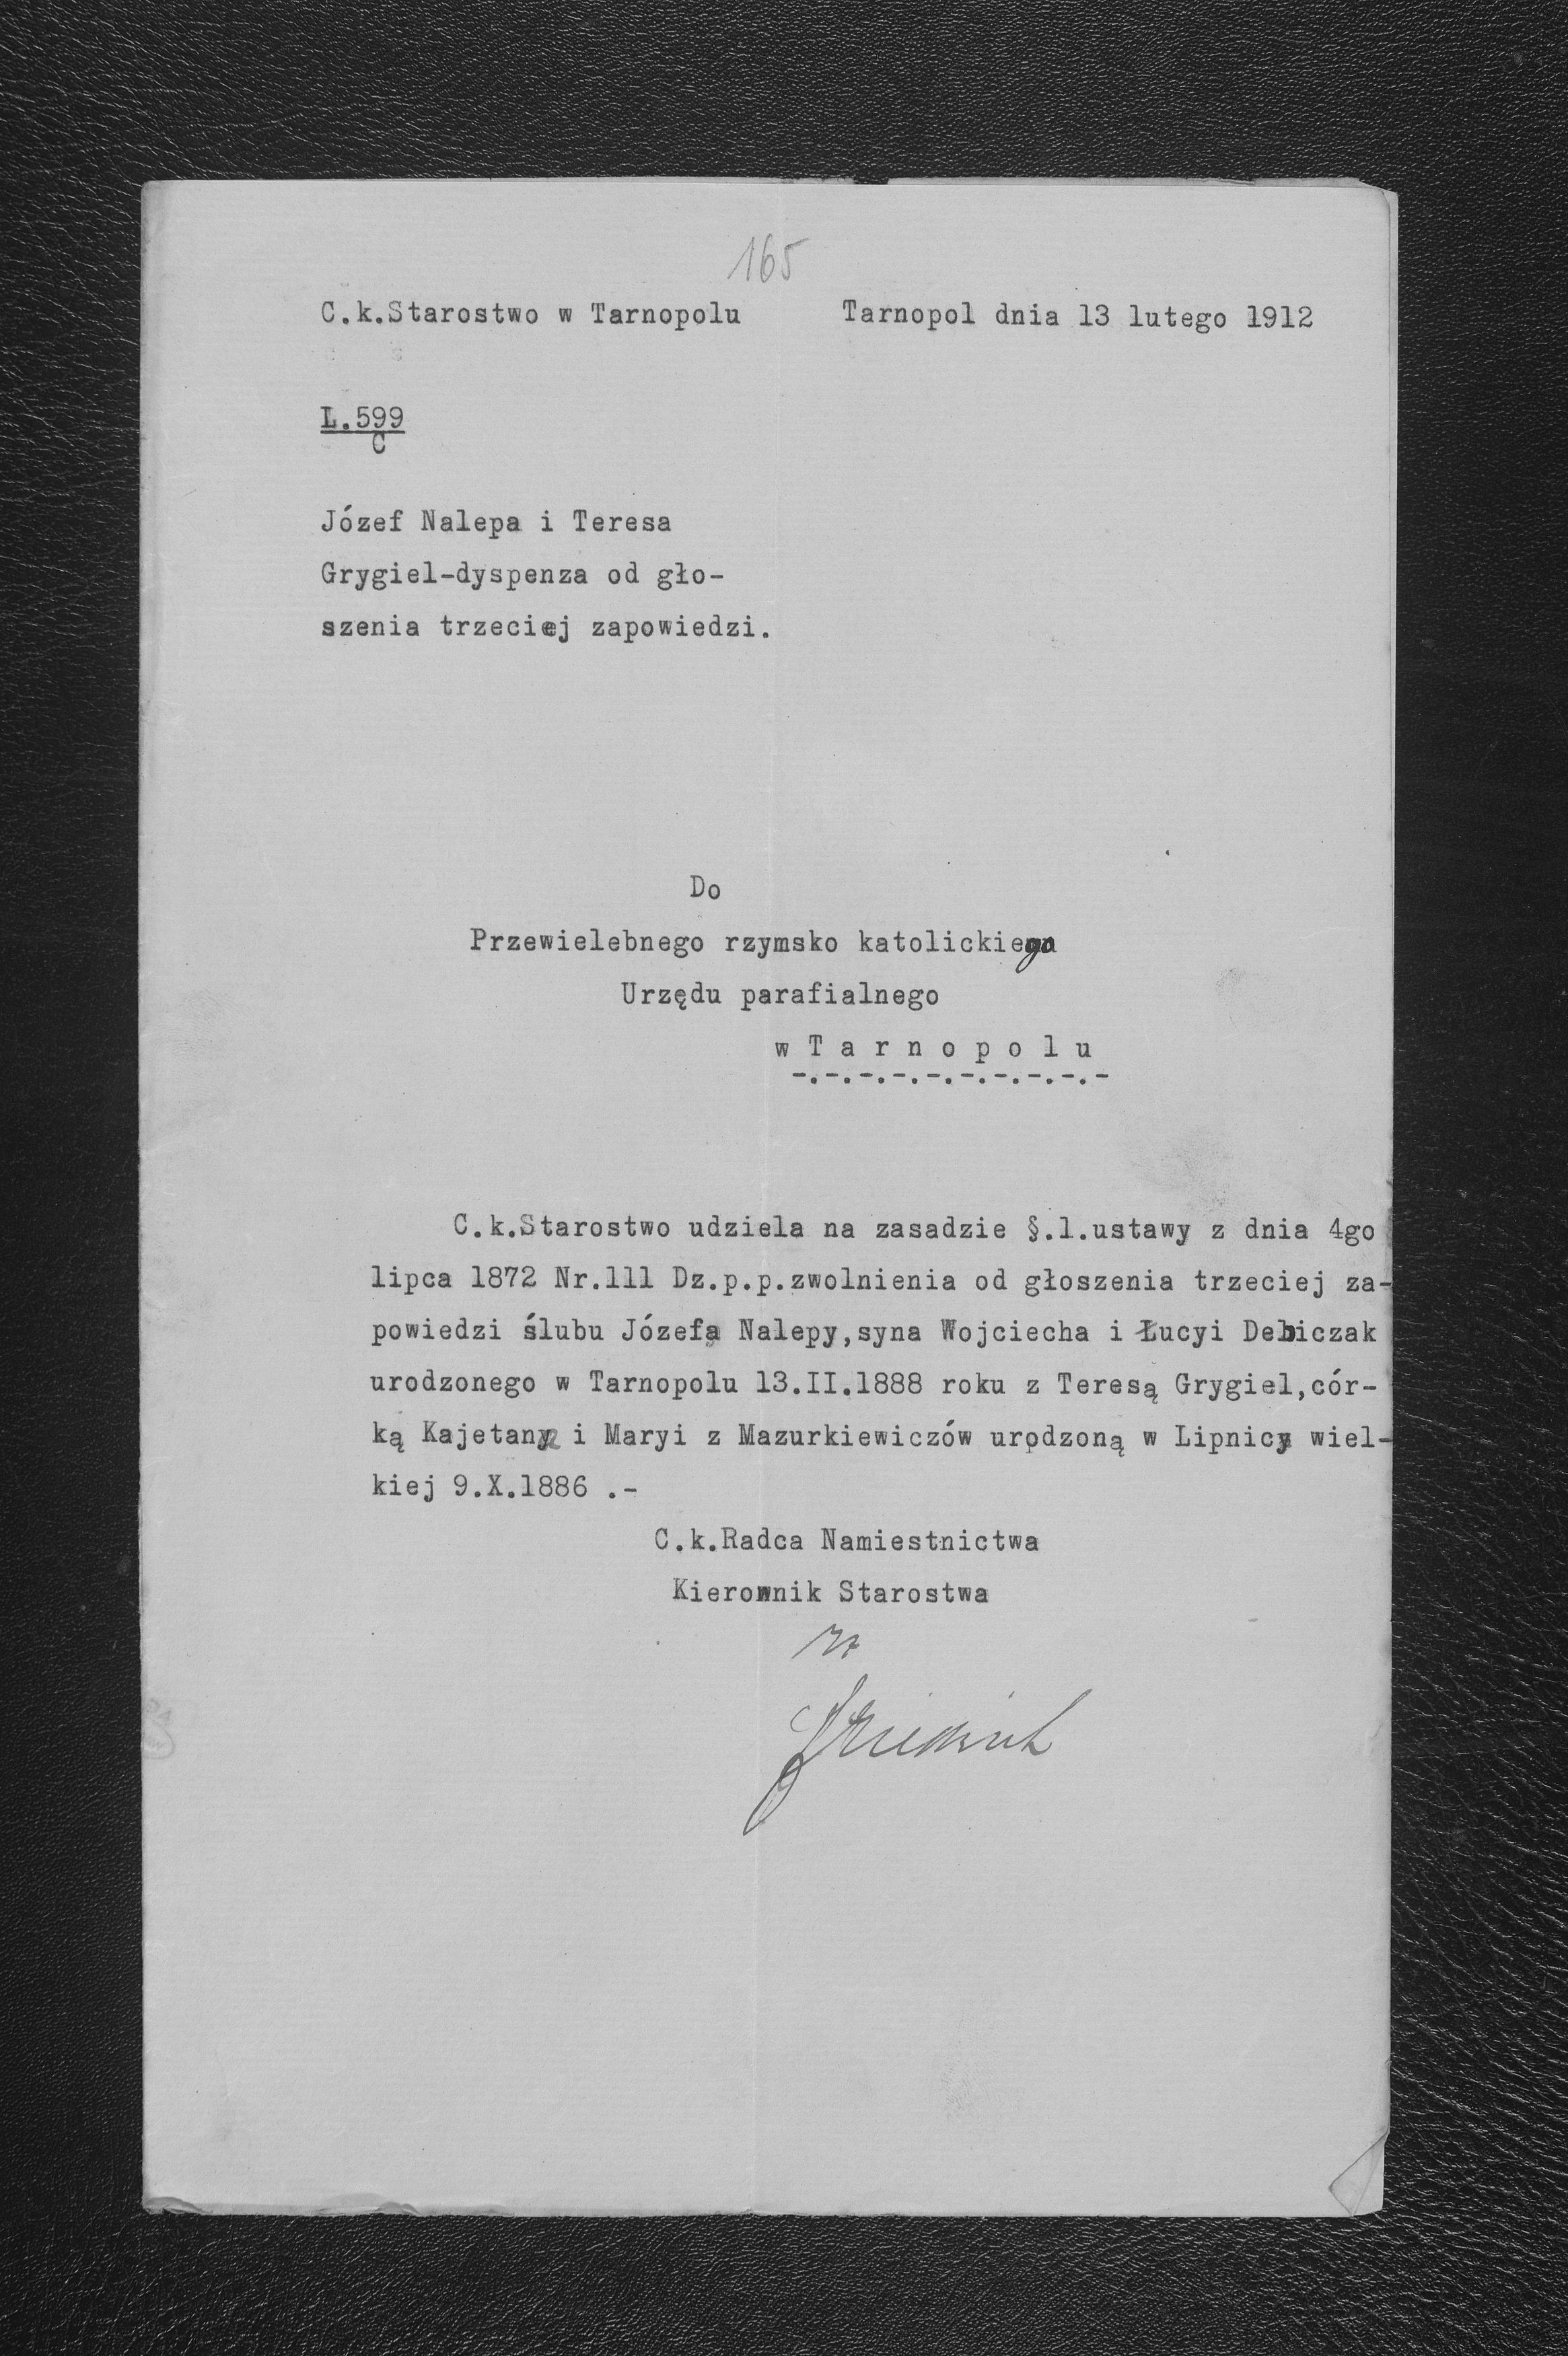 165
C.k.Starostwo w Tarnopolu Tarnopol dnia 13 lutego 1912
L.599
C
Józef Nalepa i Teresa
Grygiel-dyspenza od gło-
szenia trzeciej zapowiedzi.
Do
Przewielebnego rzymsko katolickiego
Urzędu parafialnego
w T a r n o p o l u
-.-.-.-.-.-.-.-.-.-
C.k.Starostwo udziela na zasadzie §.1.ustawy z dnia 4go
lipca 1872 Nr.111 Dz.p.p.zwolnienia od głoszenia trzeciej za-
powiedzi ślubu Józefa Nalepy,syna Wojciecha i Łucyi Debiczak
urodzonego w Tarnopolu 13.II.1888 roku z Teresą Grygiel,cór-
ką i Maryi z Mazurkiewiczów urodzoną w Lipnicy wiel-
kiej 9.X.1886 .-
C.k.Radca Namiestnictwa
Kierownik Starostwa